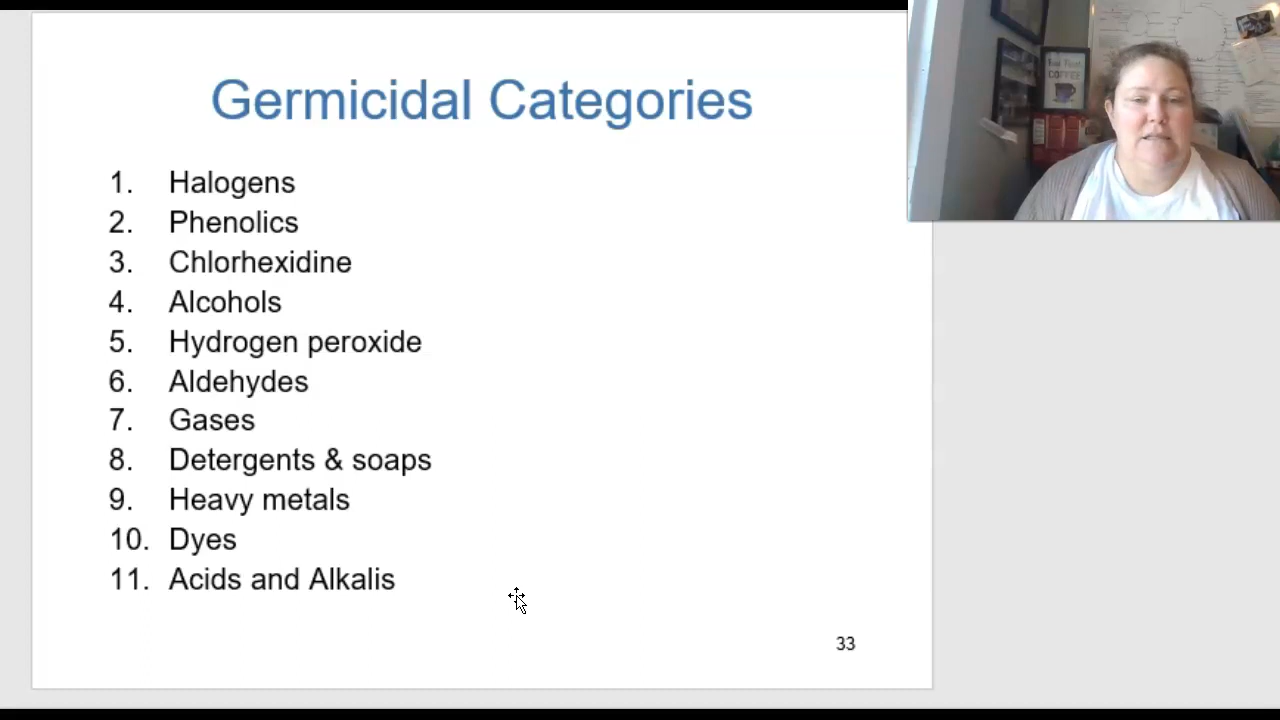 Germicidal Categories
1. Halogens
2. Phenolics
3. Chlorhexidine
4. Alcohols
5. Hydrogen peroxide
6. Aldehydes
7. Gases
8. Detergents & soaps
9. Heavy metals
10. Dyes
11. Acids and Alkalis
33
COFFEE